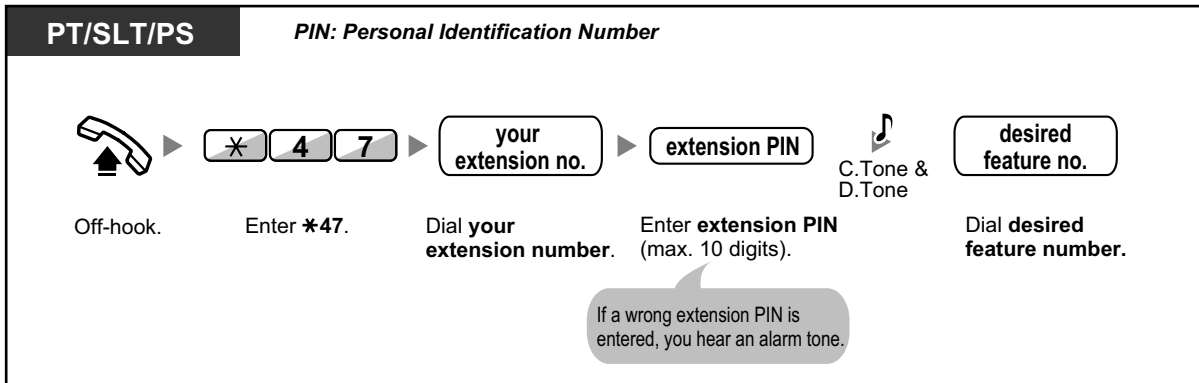 PT/SLT/PS
PIN: Personal Identification Number
* 4 7
your
extension no.
extension PIN
C.Tone &
D.Tone
desired
feature no.
Off-hook.
Enter *47.
Dial your
extension number.
Enter extension PIN
(max. 10 digits).
Dial desired
feature number.
If a wrong extension PIN is
entered, you hear an alarm tone.